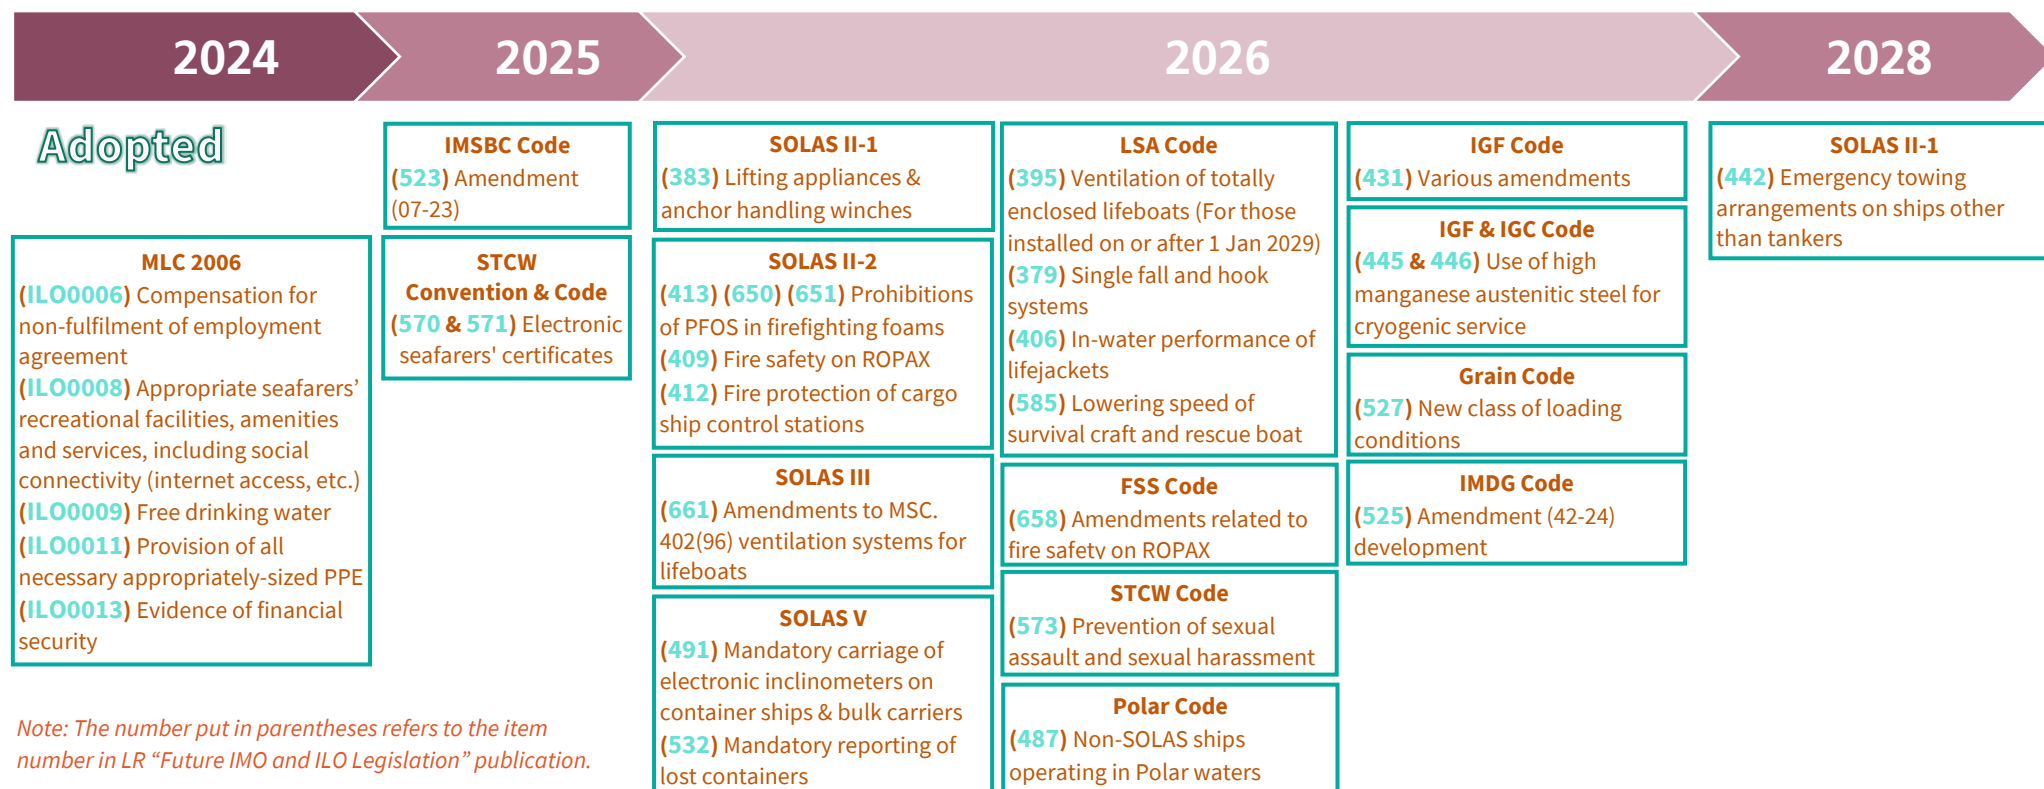 2024
2025
2026
2028
Adopted
MLC 2006
(ILO0006) Compensation for
non-fulfilment of employment
agreement
(ILO0008) Appropriate seafarers’
recreational facilities, amenities
and services, including social
connectivity (internet access, etc.)
(ILO0009) Free drinking water
(ILO0011) Provision of all
necessary appropriately-sized PPE
(ILO0013) Evidence of financial
security
IMSBC Code
(523) Amendment
(07-23)
STCW
Convention & Code
(570 & 571) Electronic
seafarers' certificates
SOLAS II-1
(383) Lifting appliances &
anchor handling winches
SOLAS II-2
(413) (650) (651) Prohibitions
of PFOS in firefighting foams
(409) Fire safety on ROPAX
(412) Fire protection of cargo
ship control stations
SOLAS III
(661) Amendments to MSC.
402(96) ventilation systems for
lifeboats
SOLAS V
(491) Mandatory carriage of
electronic inclinometers on
container ships & bulk carriers
(532) Mandatory reporting of
lost containers
LSA Code
(395) Ventilation of totally
enclosed lifeboats (For those
installed on or after 1 Jan 2029)
(379) Single fall and hook
systems
(406) In-water performance of
lifejackets
(585) Lowering speed of
survival craft and rescue boat
FSS Code
(658) Amendments related to
fire safety on ROPAX
STCW Code
(573) Prevention of sexual
assault and sexual harassment
Polar Code
(487) Non-SOLAS ships
operating in Polar waters
IGF Code
(431) Various amendments
IGF & IGC Code
(445 & 446) Use of high
manganese austenitic steel for
cryogenic service
Grain Code
(527) New class of loading
conditions
IMDG Code
(525) Amendment (42-24)
development
SOLAS II-1
(442) Emergency towing
arrangements on ships other
than tankers
Note: The number put in parentheses refers to the item
number in LR “Future IMO and ILO Legislation” publication.